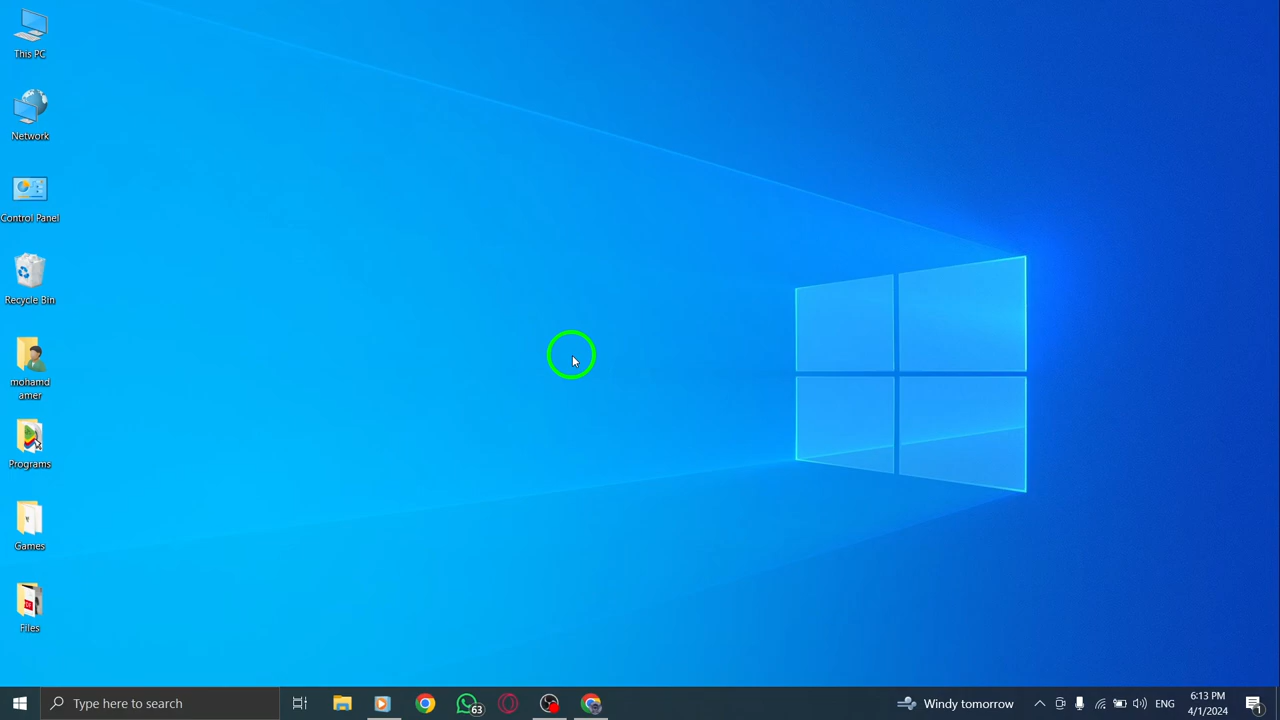 This PC
Network
Control Panel
Recycle Bin
mohamd
amer
Programs
Games
Files
Type here to search
63
Windy tomorrow
ENG
6:13 PM
4/1/2024
1